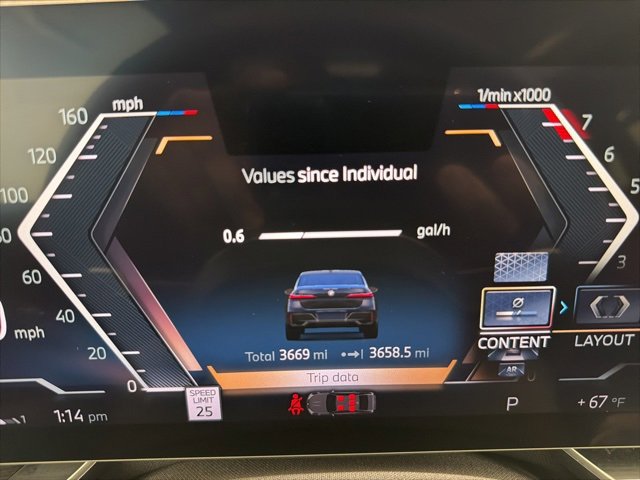 160 mph
1/min x1000
7
120
6
100
5
Values since Individual
0.6 gal/h
60
3
40
mph
CONTENT LAYOUT
20
Total 3669 mi 3658.5 mi
0
Trip data
AR
SPEED
LIMIT
25
1:14 pm
P
+ 67 °F